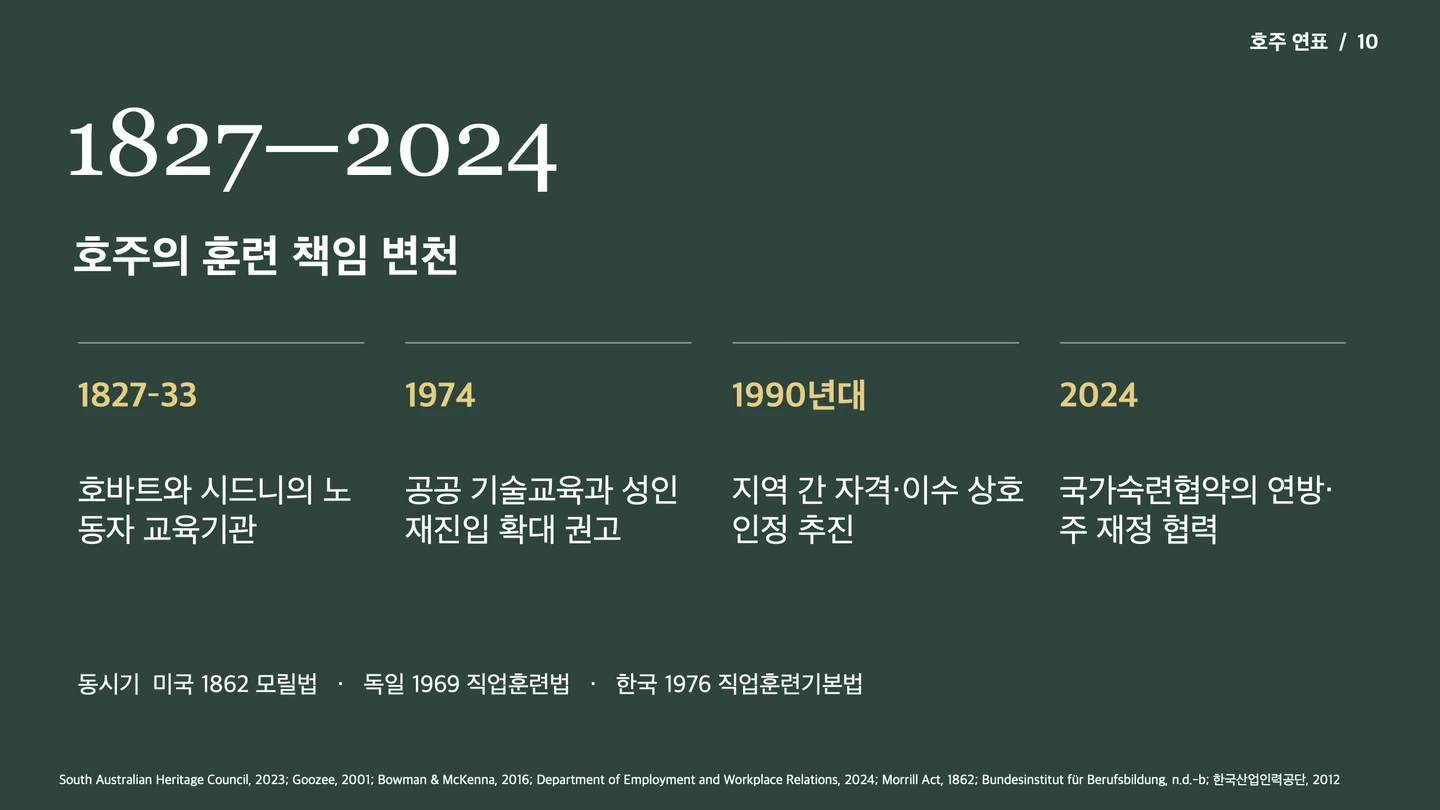 호주 연표 / 10
1827—2024
호주의 훈련 책임 변천
1827-33
호바트와 시드니의 노
동자 교육기관
1974
공공 기술교육과 성인
재진입 확대 권고
1990년대
지역 간 자격·이수 상호
인정 추진
2024
국가숙련협약의 연방·
주 재정 협력
동시기 미국 1862 모릴법 · 독일 1969 직업훈련법 · 한국 1976 직업훈련기본법
South Australian Heritage Council, 2023; Goozee, 2001; Bowman & McKenna, 2016; Department of Employment and Workplace Relations, 2024; Morrill Act, 1862; Bundesinstitut für Berufsbildung, n.d.-b; 한국산업인력공단, 2012